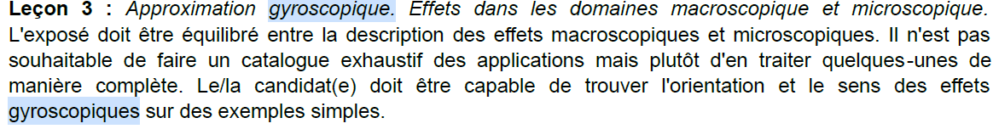 Leçon 3 : Approximation gyroscopique. Effets dans les domaines macroscopique et microscopique.
L'exposé doit être équilibré entre la description des effets macroscopiques et microscopiques. Il n'est pas
souhaitable de faire un catalogue exhaustif des applications mais plutôt d'en traiter quelques-unes de
manière complète. Le/la candidat(e) doit être capable de trouver l'orientation et le sens des effets
gyroscopiques sur des exemples simples.